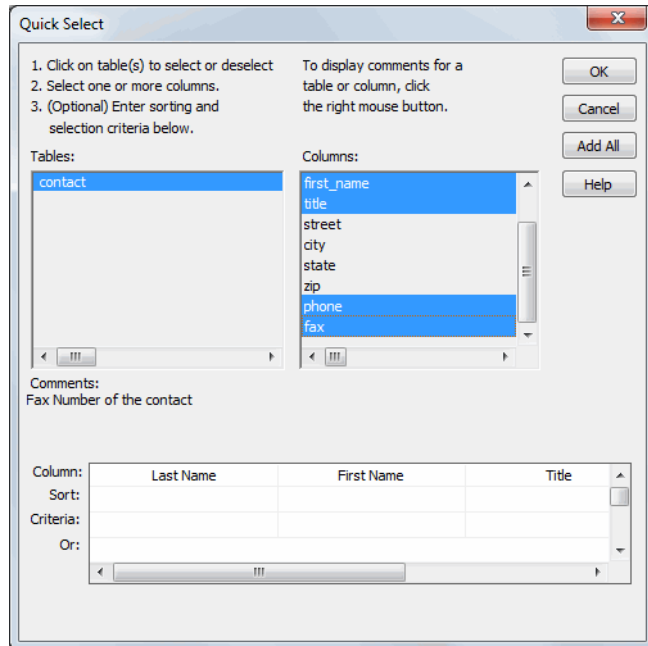 Quick Select
1. Click on table(s) to select or deselect
2. Select one or more columns.
3. (Optional) Enter sorting and
selection criteria below.
To display comments for a
table or column, click
the right mouse button.
OK
Cancel
Add All
Help
Tables:
contact
Columns:
first_name
title
street
city
state
zip
phone
fax
Comments:
Fax Number of the contact
Column: Last Name First Name Title
Sort:
Criteria:
Or: